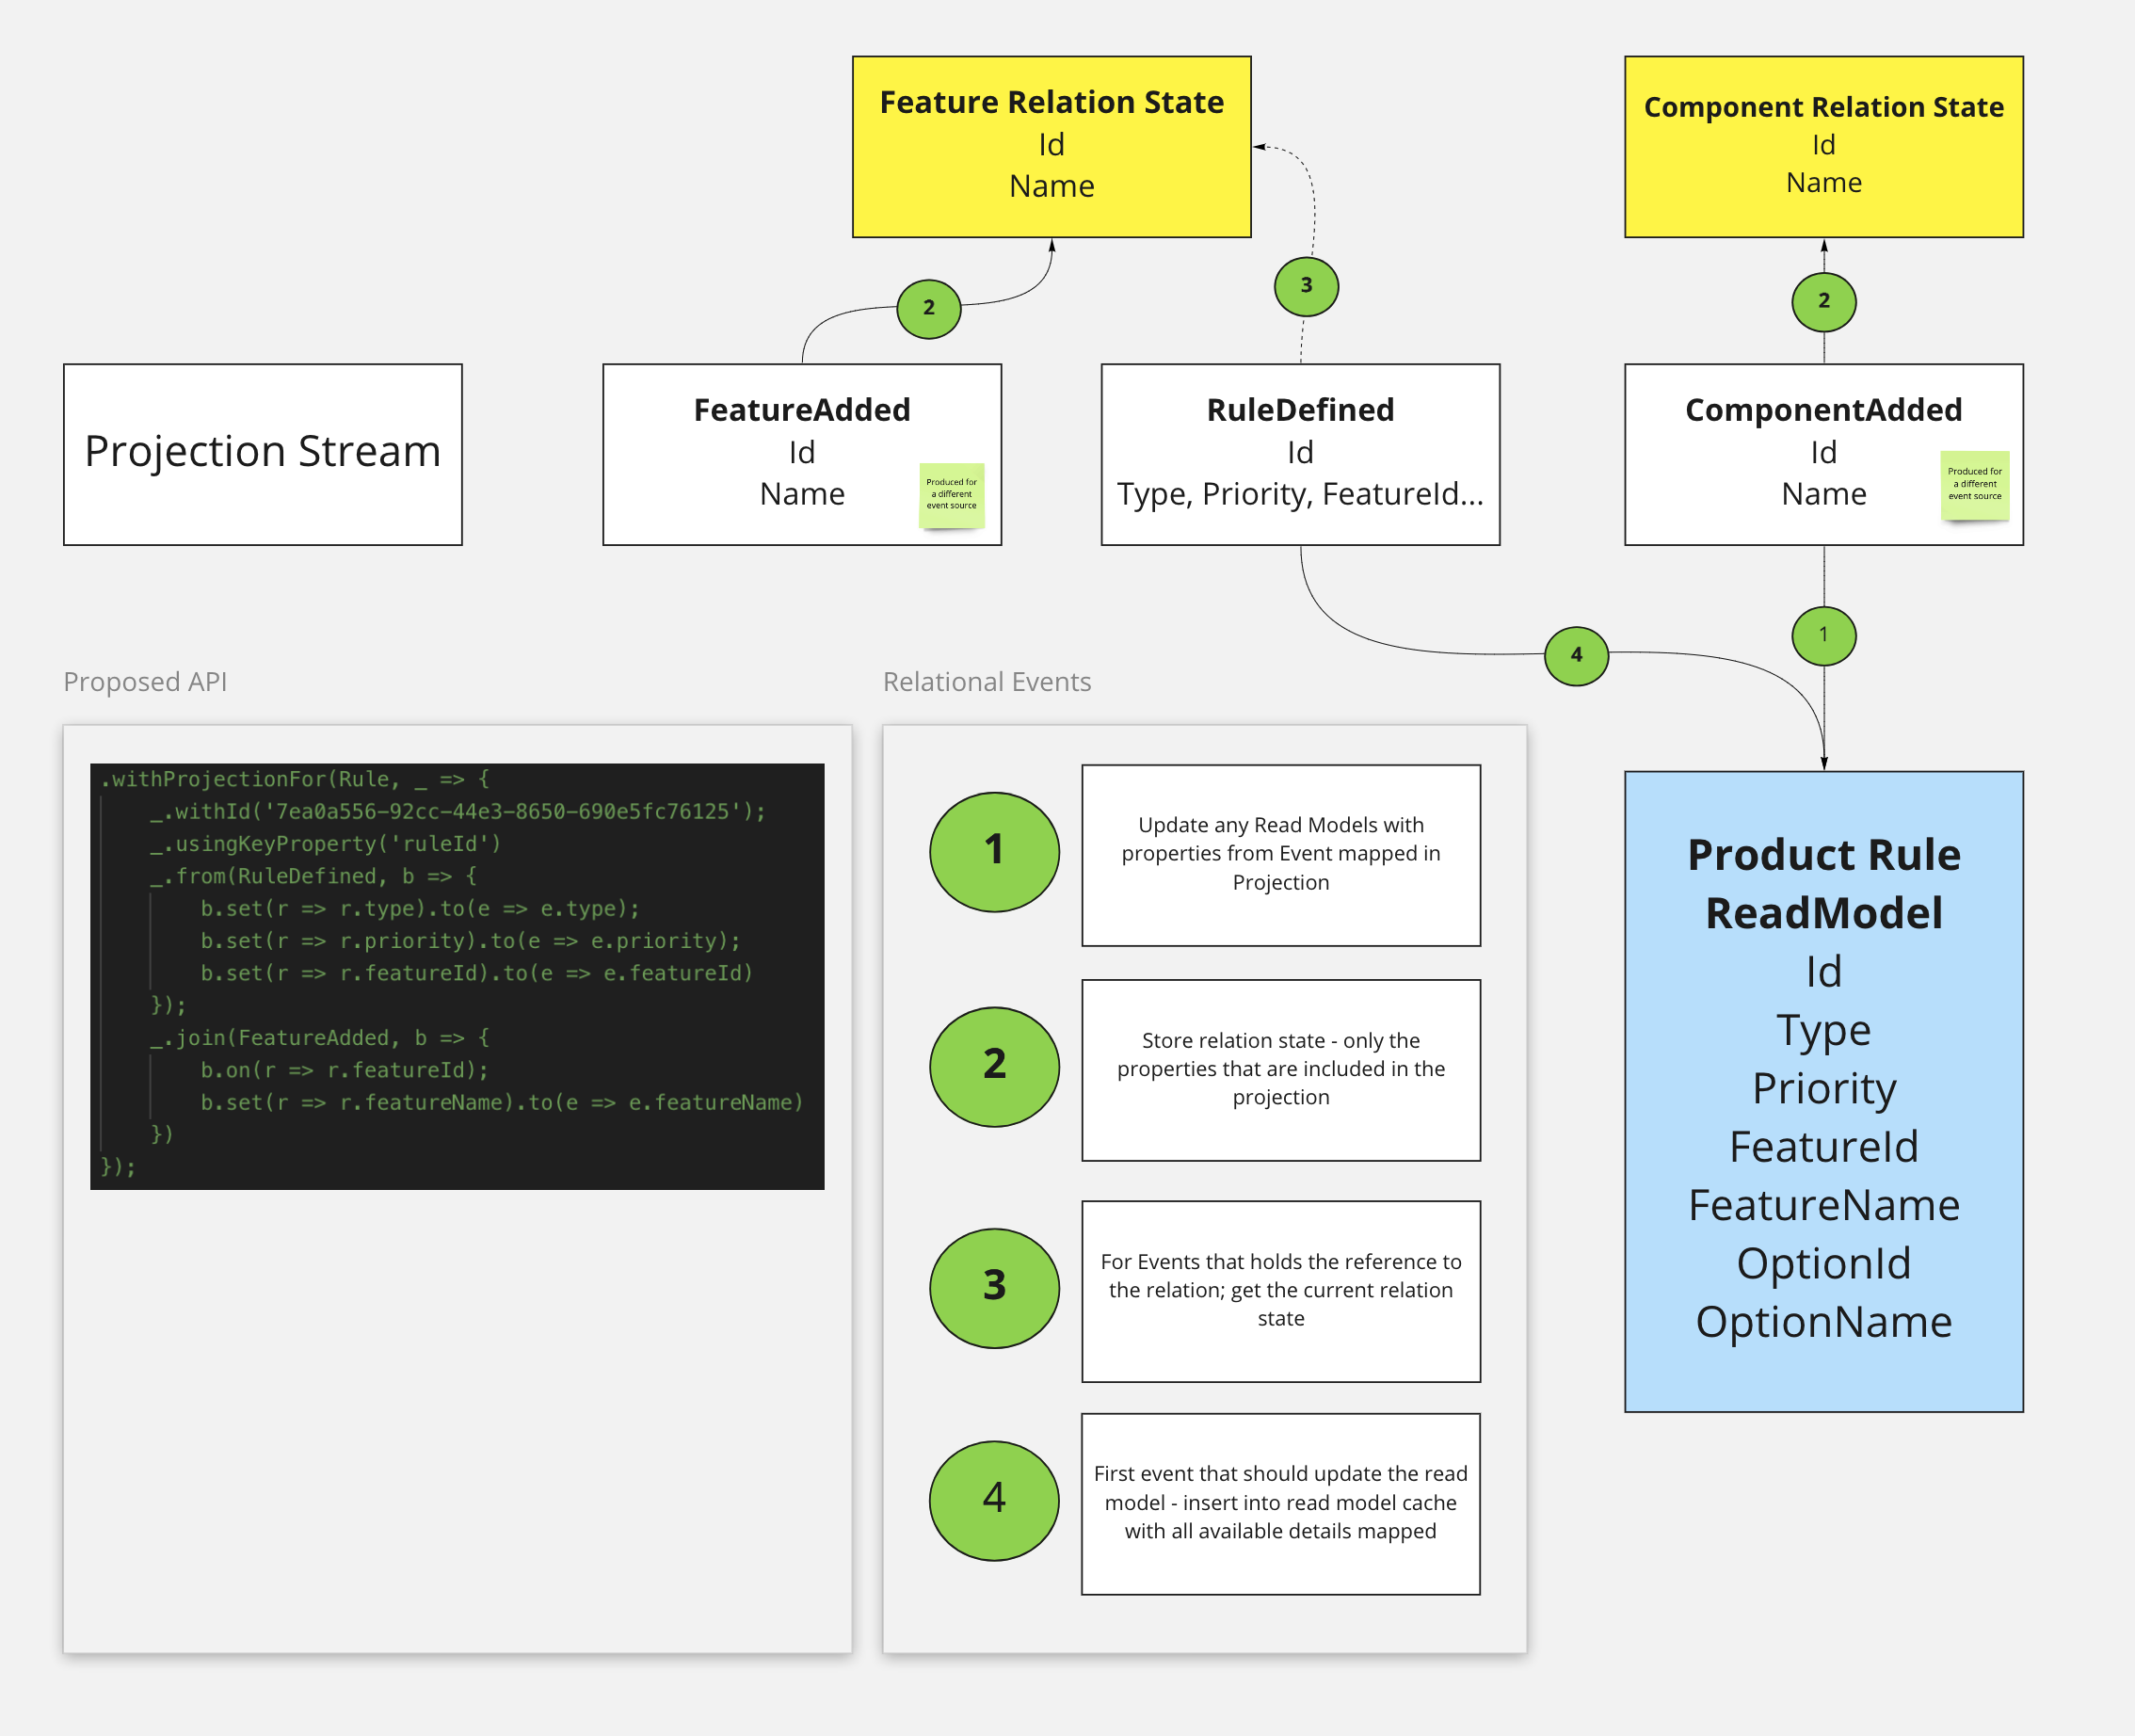 Feature Relation State
Id
Name
Component Relation State
Id
Name
2
3
2
Projection Stream
FeatureAdded
Id
Name
Produced for
a different
event source
RuleDefined
Id
Type, Priority, FeatureId...
ComponentAdded
Id
Name
Produced for
a different
event source
1
4
Proposed API
.withProjectionFor(Rule, _ => {
    _.withId('7ea0a556-92cc-44e3-8650-690e5fc76125');
    _.usingKeyProperty('ruleId')
    _.from(RuleDefined, b => {
        b.set(r => r.type).to(e => e.type);
        b.set(r => r.priority).to(e => e.priority);
        b.set(r => r.featureId).to(e => e.featureId)
    });
    _.join(FeatureAdded, b => {
        b.on(r => r.featureId);
        b.set(r => r.featureName).to(e => e.featureName)
    })
});
Relational Events
1
Update any Read Models with
properties from Event mapped in
Projection
2
Store relation state - only the
properties that are included in the
projection
3
For Events that holds the reference to
the relation; get the current relation
state
4
First event that should update the read
model - insert into read model cache
with all available details mapped
Product Rule
ReadModel
Id
Type
Priority
FeatureId
FeatureName
OptionId
OptionName